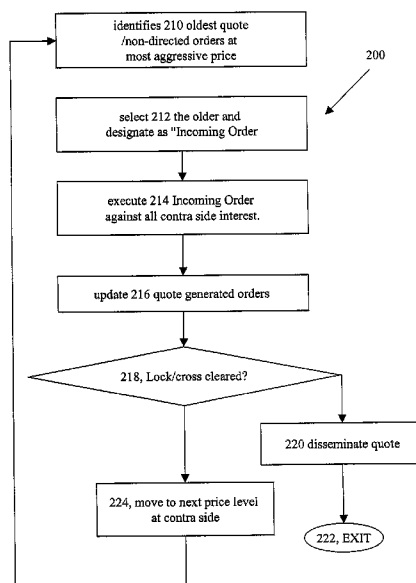 identifies 210 oldest quote
/non-directed orders at
most aggressive price
200
select 212 the older and
designate as "Incoming Order
execute 214 Incoming Order
against all contra side interest.
update 216 quote generated orders
218, Lock/cross cleared?
220 disseminate quote
224, move to next price level
at contra side
222, EXIT